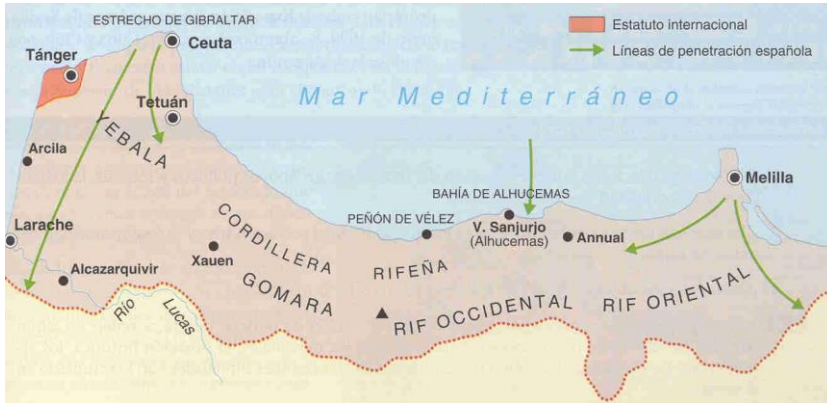 ESTRECHO DE GIBRALTAR
Ceuta
Tánger
Tetuán
Estatuto internacional
Líneas de penetración española
Mar Mediterráneo
YEBALA
Arcila
Melilla
BAHÍA DE ALHUCEMAS
PEÑÓN DE VÉLEZ
V. Sanjurjo
(Alhucemas)
Annual
Larache
CORDILLERA
RIFEÑA
Xauen
Alcazarquivir
GOMARA
RIF OCCIDENTAL
RIF ORIENTAL
Río
Lucas